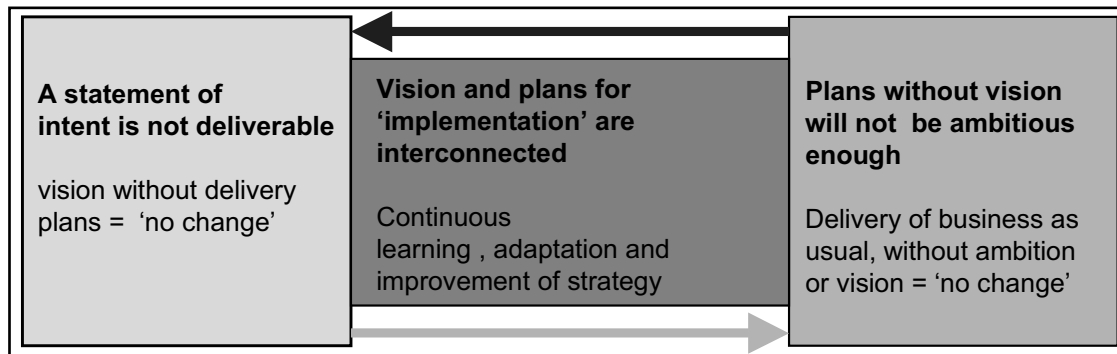 A statement of
intent is not deliverable
vision without delivery
plans =  ‘no change’
Vision and plans for
‘implementation’ are
interconnected
Continuous
learning , adaptation and
improvement of strategy
Plans without vision
will not  be ambitious
enough
Delivery of business as
usual, without ambition
or vision = ‘no change’